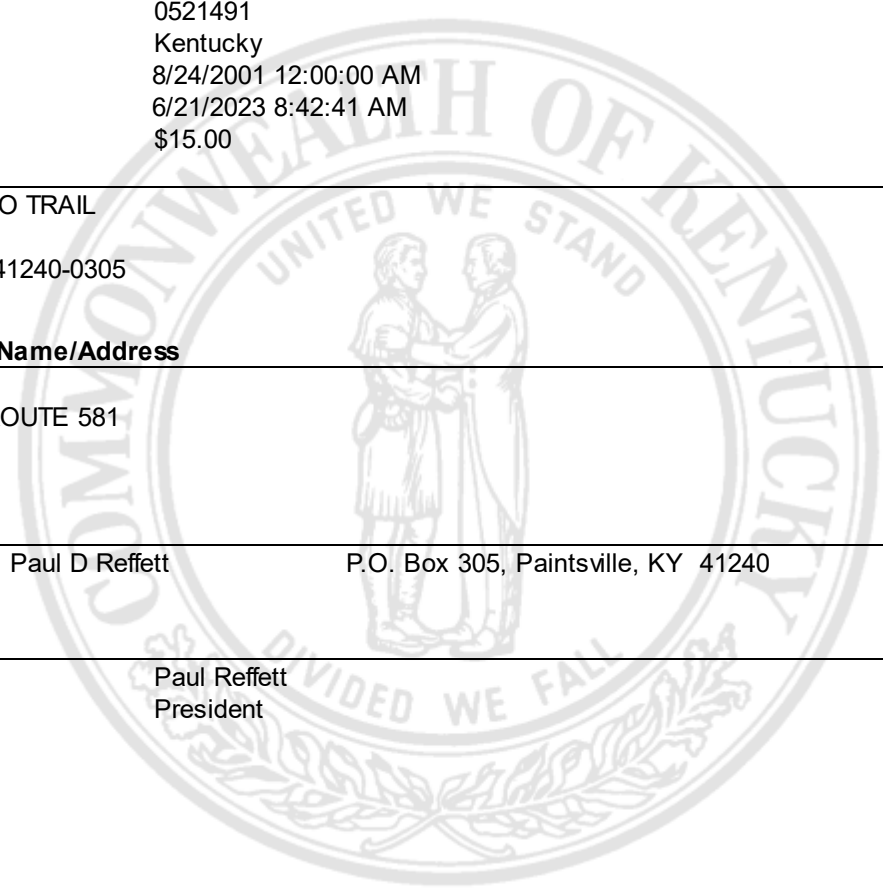 0521491
Kentucky
8/24/2001 12:00:00 AM
6/21/2023 8:42:41 AM
$15.00
O TRAIL
41240-0305
Name/Address
OUTE 581
Paul D Reffett P.O. Box 305, Paintsville, KY 41240
Paul Reffett
President
COMMONWEALTH OF KENTUCKY
UNITED WE STAND
DIVIDED WE FALL